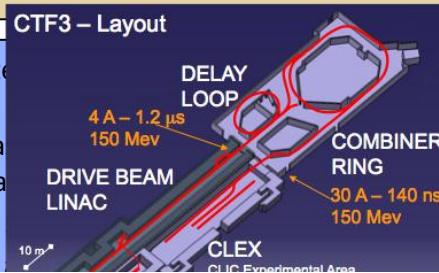 CTF3 – Layout
DELAY
LOOP
4 A – 1.2 μs
150 Mev
COMBINER
RING
DRIVE BEAM
LINAC
30 A – 140 ns
150 Mev
10 m
CLEX
CLIC Experimental Area